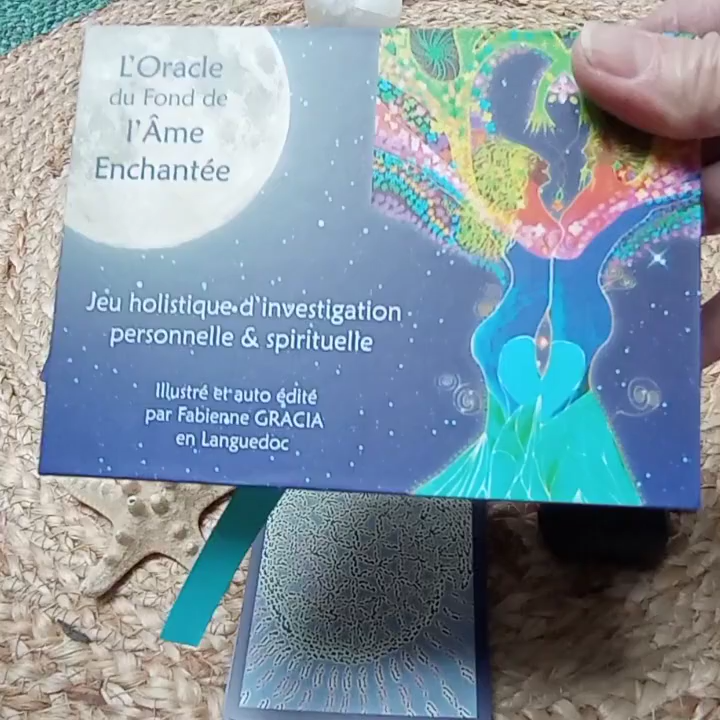 L'Oracle
du Fond de
l'Âme
Enchantée
Jeu holistique d'investigation
personnelle & spirituelle
Illustré et auto édité
par Fabienne GRACIA
en Languedoc